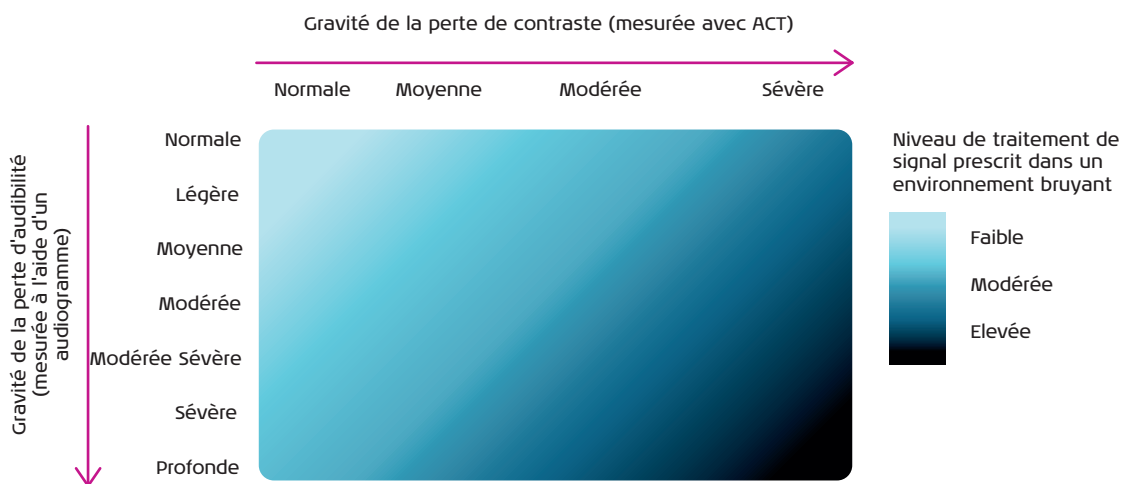 Gravité de la perte de contraste (mesurée avec ACT)
Normale Moyenne Modérée Sévère
Gravité de la perte d'audibilité
(mesurée à l'aide d'un
audiogramme)
Normale
Légère
Moyenne
Modérée
Modérée Sévère
Sévère
Profonde
Niveau de traitement de
signal prescrit dans un
environnement bruyant
Faible
Modérée
Elevée